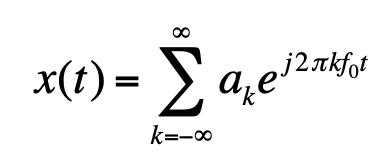 x(t) = ∑_{k=-∞}^{∞} a_k e^{j2πkf_0t}